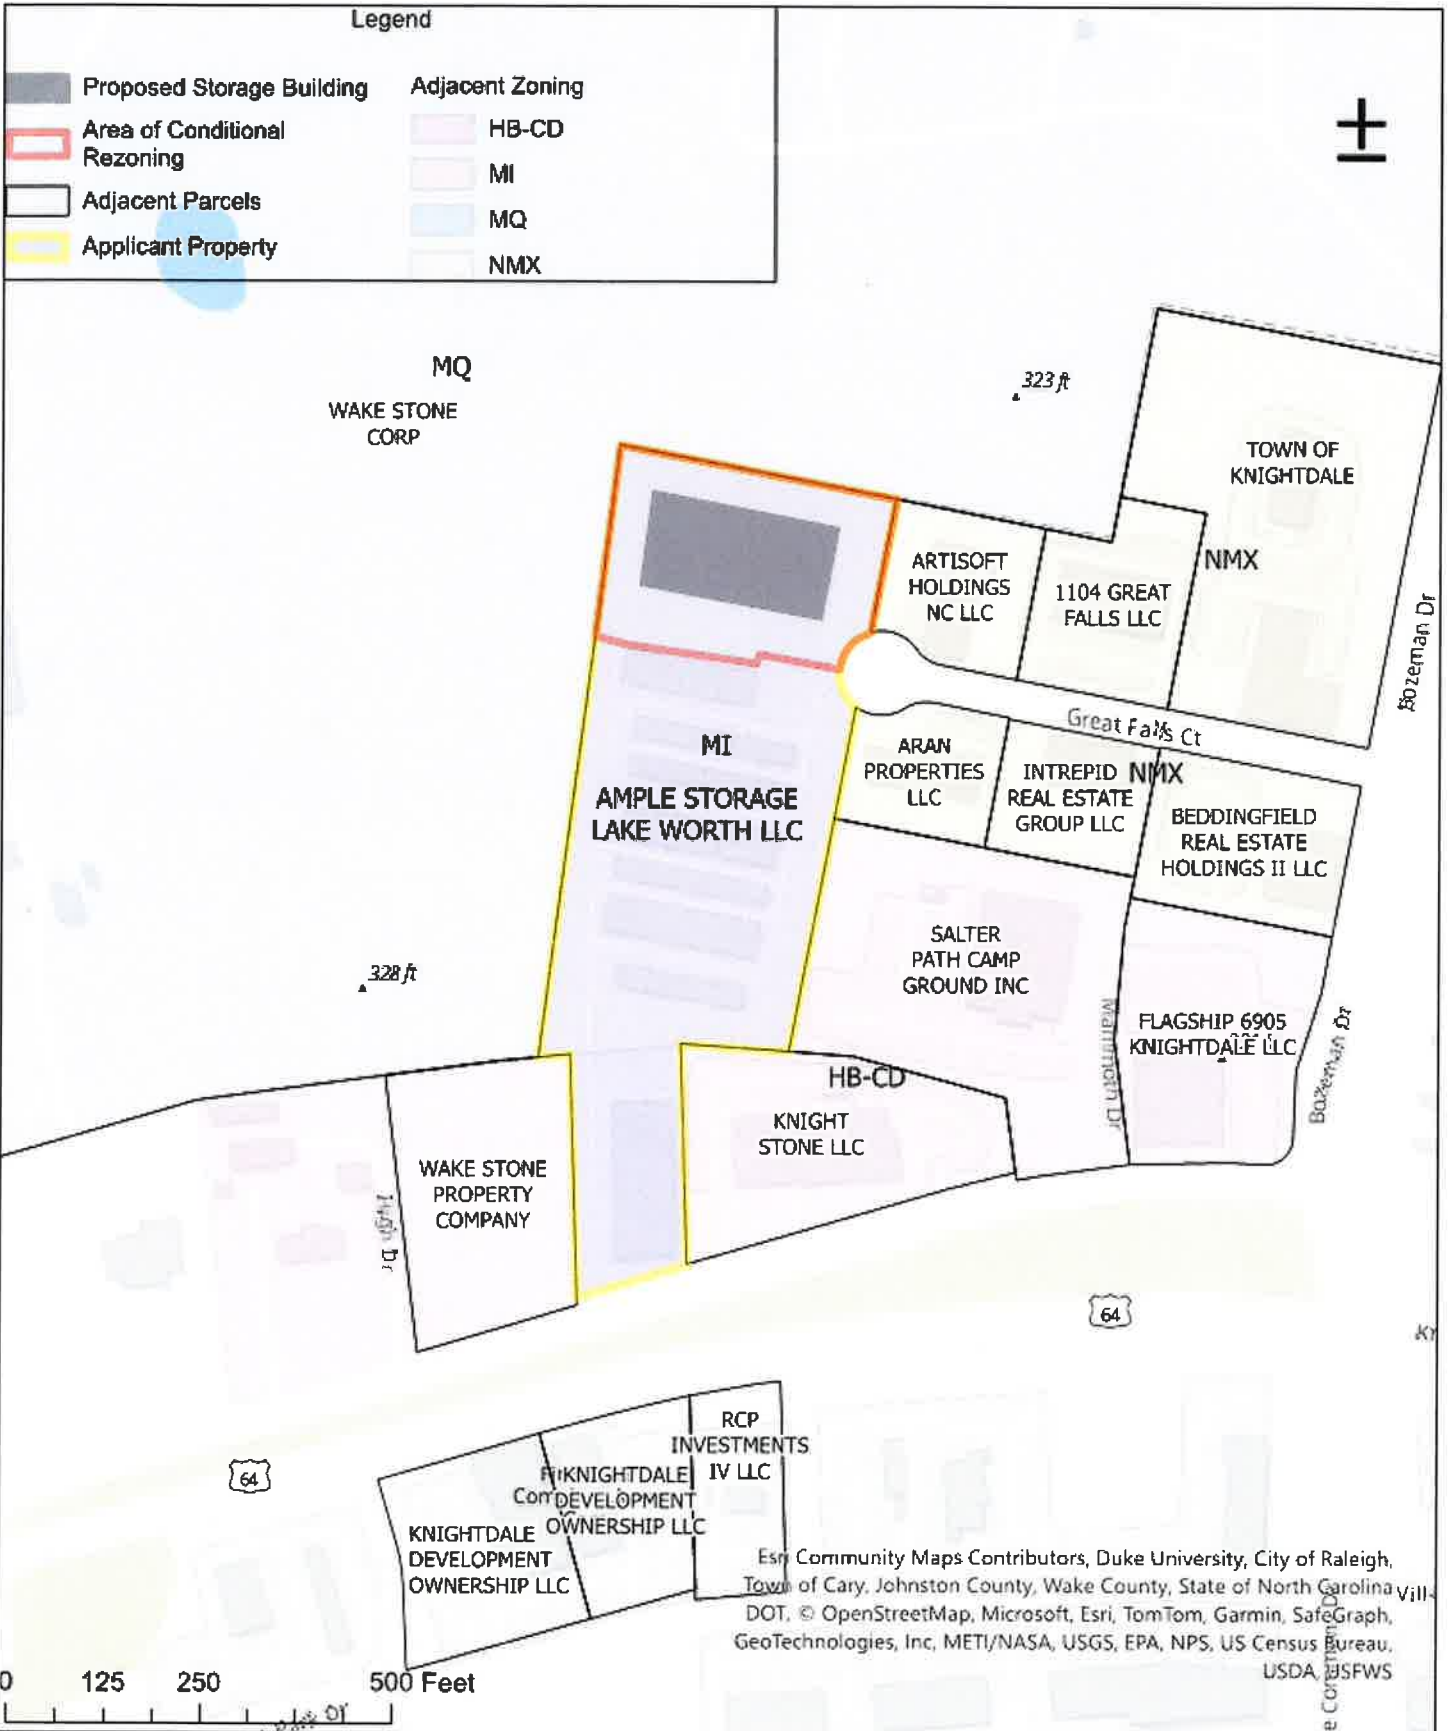 Legend
Proposed Storage Building
Area of Conditional
Rezoning
Adjacent Parcels
Applicant Property
Adjacent Zoning
HB-CD
MI
MQ
NMX
MQ
WAKE STONE
CORP
323 ft
TOWN OF
KNIGHTDALE
NMX
ARTISOFT
HOLDINGS
NC LLC
1104 GREAT
FALLS LLC
Bozeman Dr
Great Falls Ct
MI
AMPLE STORAGE
LAKE WORTH LLC
ARAN
PROPERTIES
LLC
INTREPID
REAL ESTATE
GROUP LLC
NMX
BEDDINGFIELD
REAL ESTATE
HOLDINGS II LLC
SALTER
PATH CAMP
GROUND INC
328 ft
Mammoth Dr
FLAGSHIP 6905
KNIGHTDALE LLC
Bozeman Dr
HB-CD
KNIGHT
STONE LLC
WAKE STONE
PROPERTY
COMPANY
Hugh Dr
64
64
RCP
INVESTMENTS
IV LLC
KNIGHTDALE
DEVELOPMENT
OWNERSHIP LLC
KNIGHTDALE
DEVELOPMENT
OWNERSHIP LLC
Esri Community Maps Contributors, Duke University, City of Raleigh,
Town of Cary, Johnston County, Wake County, State of North Carolina
DOT, © OpenStreetMap, Microsoft, Esri, TomTom, Garmin, SafeGraph,
GeoTechnologies, Inc, METI/NASA, USGS, EPA, NPS, US Census Bureau,
USDA, USFWS
0 125 250 500 Feet